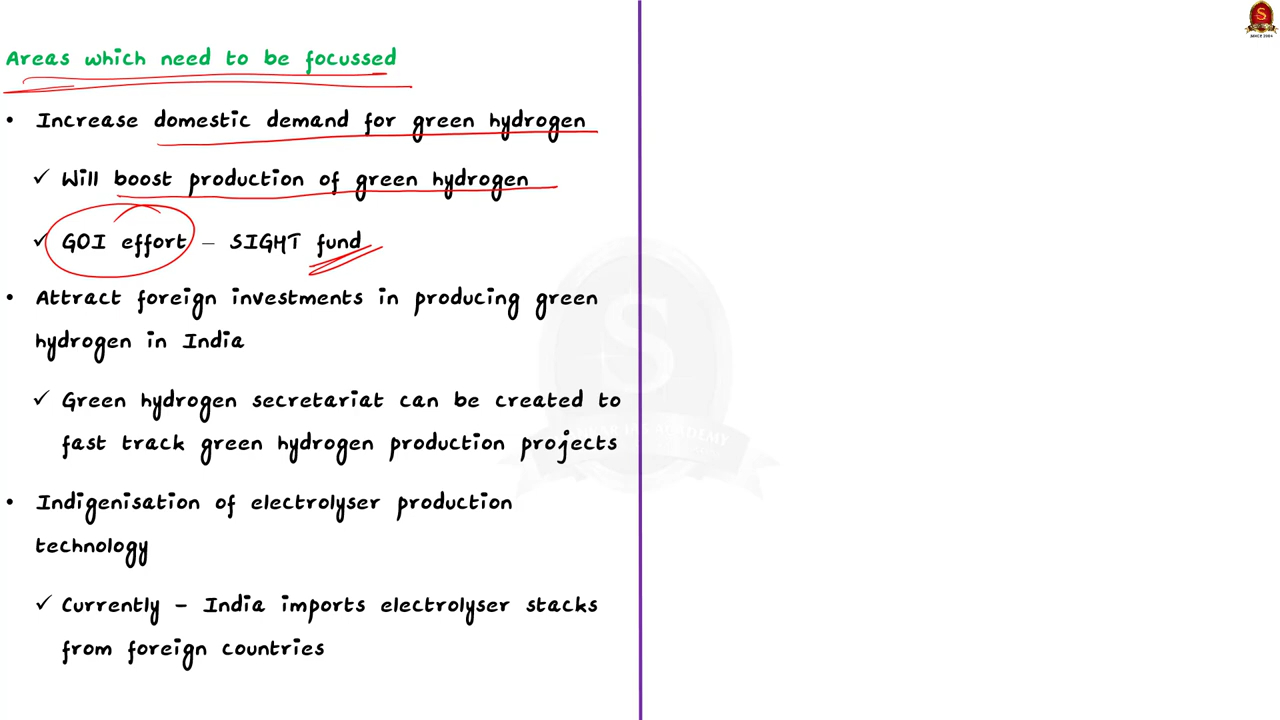 Areas which need to be focussed
• Increase domestic demand for green hydrogen
✓ Will boost production of green hydrogen
✓ GOI effort – SIGHT fund
• Attract foreign investments in producing green
hydrogen in India
✓ Green hydrogen secretariat can be created to
fast track green hydrogen production projects
• Indigenisation of electrolyser production
technology
✓ Currently – India imports electrolyser stacks
from foreign countries
S
SINCE 2004
S
ACADEMY